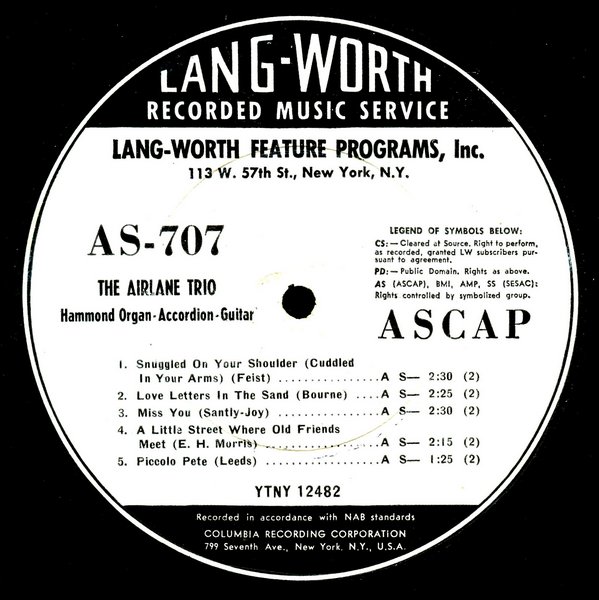 LANG-WORTH
RECORDED MUSIC SERVICE
LANG-WORTH FEATURE PROGRAMS, Inc.
113 W. 57th St., New York, N.Y.
AS-707
THE AIRLANE TRIO
Hammond Organ-Accordion-Guitar
LEGEND OF SYMBOLS BELOW:
CS:—Cleared at Source. Right to perform,
as recorded, granted LW subscribers pur-
suant to agreement.
PD:—Public Domain. Rights as above.
AS (ASCAP), BMI, AMP, SS (SESAC):
Rights controlled by symbolized group.
ASCAP
1. Snuggled On Your Shoulder (Cuddled
In Your Arms) (Feist) ..................A S— 2:30 (2)
2. Love Letters In The Sand (Bourne) .....A S— 2:25 (2)
3. Miss You (Santly-Joy) ..................A S— 2:30 (2)
4. A Little Street Where Old Friends
Meet (E. H. Morris)....................A S— 2:15 (2)
5. Piccolo Pete (Leeds) ....................A S— 1:25 (2)
YTNY 12482
Recorded in accordance with NAB standards
COLUMBIA RECORDING CORPORATION
799 Seventh Ave., New York, N.Y., U.S.A.